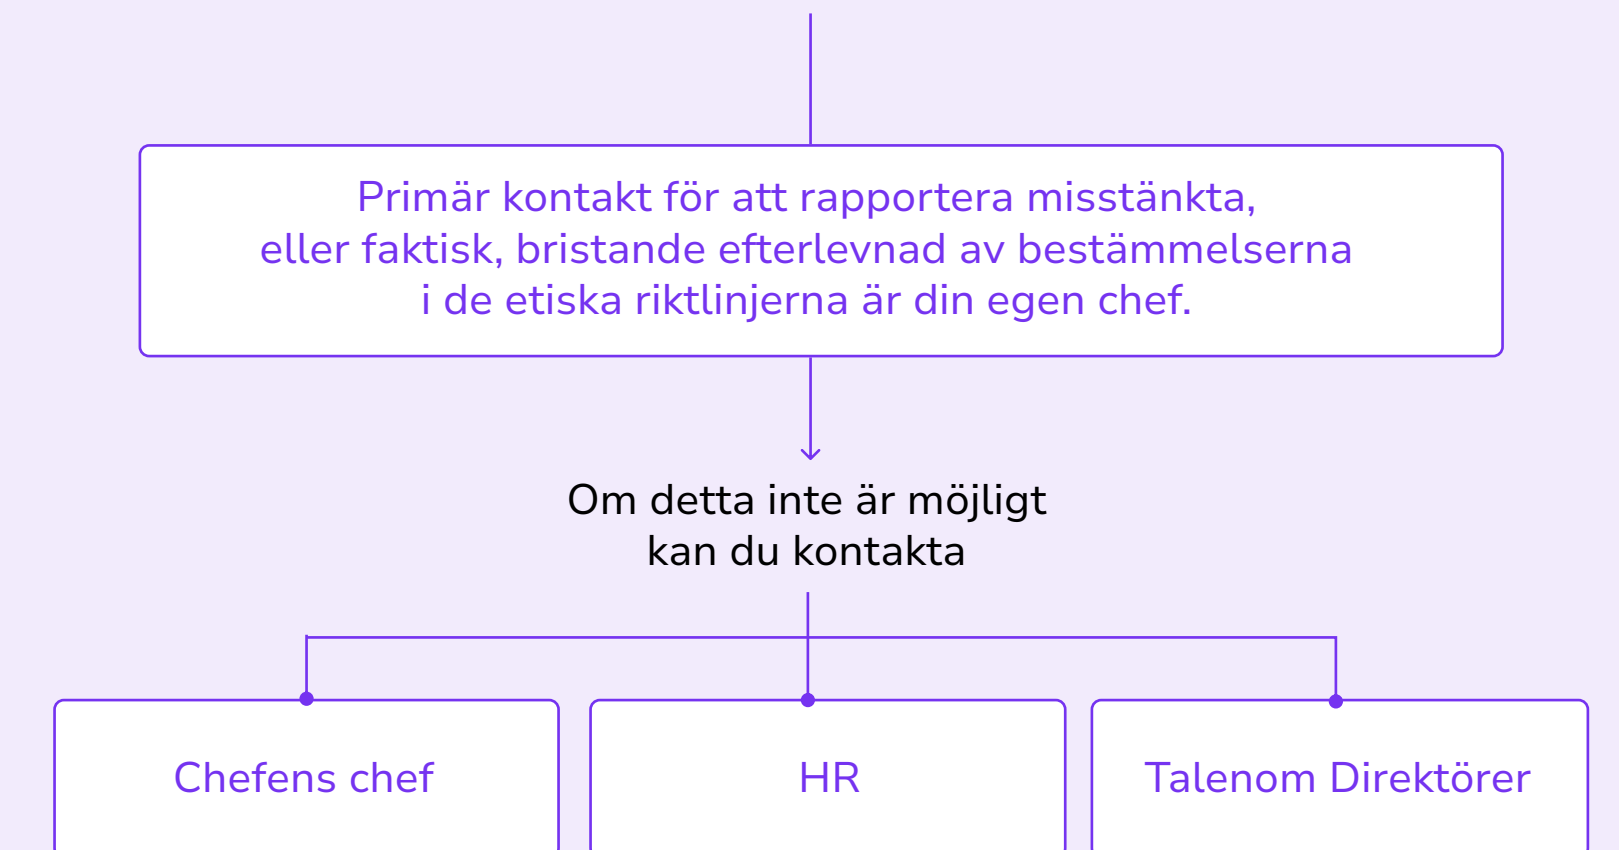 Primär kontakt för att rapportera misstänkta,
eller faktisk, bristande efterlevnad av bestämmelserna
i de etiska riktlinjerna är din egen chef.
Om detta inte är möjligt
kan du kontakta
Chefens chef
HR
Talenom Direktörer